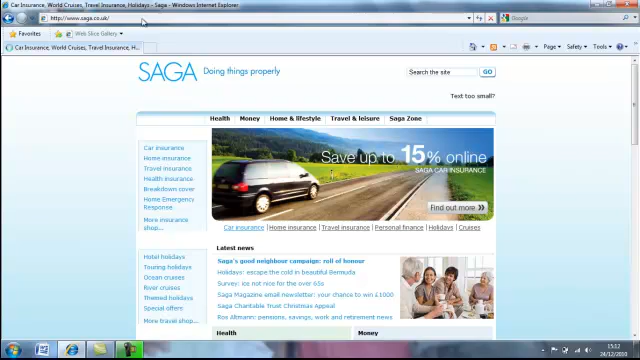 Car Insurance, World Cruises, Travel Insurance, Holidays - Saga - Windows Internet Explorer
http://www.saga.co.uk/
Google
Favorites
Web Slice Gallery
Car Insurance, World Cruises, Travel Insurance, H...
Page
Safety
Tools
SAGA
Doing things properly
Search the site
GO
Text too small?
Health
Money
Home & lifestyle
Travel & leisure
Saga Zone
Car insurance
Home insurance
Travel insurance
Health insurance
Breakdown cover
Home Emergency
Response
More insurance
shop...
Save up to 15% online
SAGA CAR INSURANCE
Find out more
Car insurance
Home insurance
Travel insurance
Personal finance
Holidays
Cruises
Hotel holidays
Touring holidays
Ocean cruises
River cruises
Themed holidays
Special offers
More travel shop...
Latest news
Saga's good neighbour campaign: roll of honour
Holidays: escape the cold in beautiful Bermuda
Survey: ice not nice for the over 65s
Saga Magazine email newsletter: your chance to win £1000
Saga Charitable Trust Christmas Appeal
Ros Altmann: pensions, savings, work and retirement news
Health
Money
15:12
24/12/2010